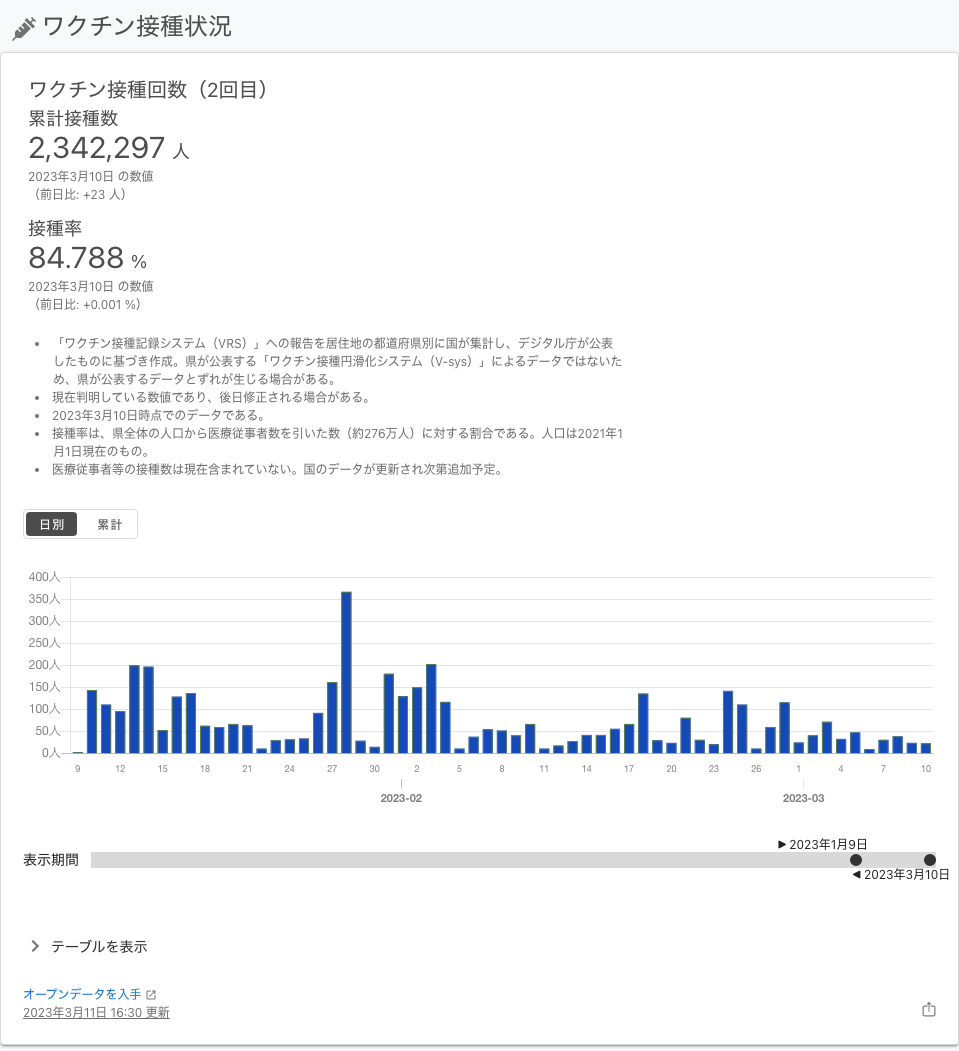 ワクチン接種状況
ワクチン接種回数（2回目）
累計接種数
2,342,297 人
2023年3月10日 の数値
（前日比: +23 人）
接種率
84.788 %
2023年3月10日 の数値
（前日比: +0.001 %）
• 「ワクチン接種記録システム（VRS）」への報告を居住地の都道府県別に国が集計し、デジタル庁が公表
したものに基づき作成。県が公表する「ワクチン接種円滑化システム（V-sys）」によるデータではないた
め、県が公表するデータとずれが生じる場合がある。
• 現在判明している数値であり、後日修正される場合がある。
• 2023年3月10日時点でのデータである。
• 接種率は、県全体の人口から医療従事者数を引いた数（約276万人）に対する割合である。人口は2021年1
月1日現在のもの。
• 医療従事者等の接種数は現在含まれていない。国のデータが更新され次第追加予定。
日別 累計
400人
350人
300人
250人
200人
150人
100人
50人
0人
9 12 15 18 21 24 27 30 2 5 8 11 14 17 20 23 26 1 4 7 10
2023-02 2023-03
▶ 2023年1月9日
表示期間
◀ 2023年3月10日
テーブルを表示
オープンデータを入手
2023年3月11日 16:30 更新